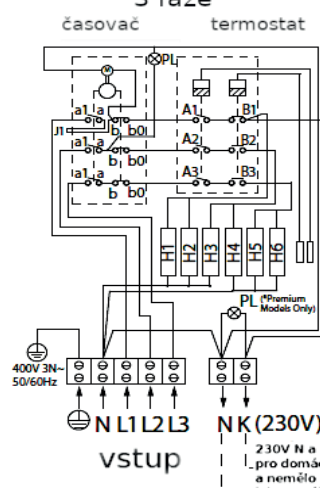 3 fáze
časovač termostat
PL
M
a1 a b b0 A1 B1
J1
a1 a b b0 A2 B2
a1 a b b0 A3 B3
H1 H2 H3 H4 H5 H6
PL (*Premium
Models Only)
400V 3N~
50/60Hz
N L1 L2 L3 N K (230V)
vstup
230V N a
pro domá
a nemělo